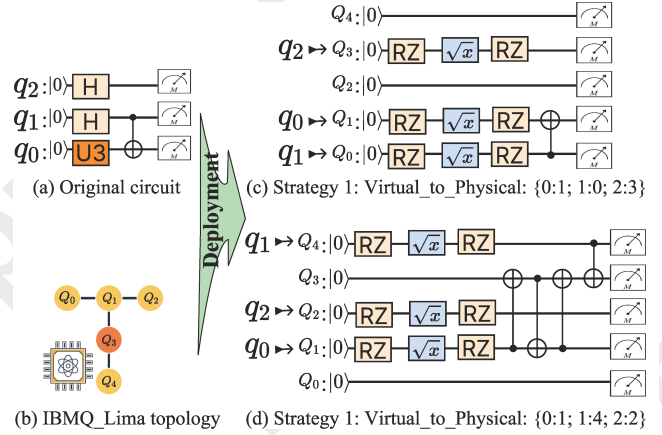 q2:|0⟩ H M
q1:|0⟩ H M
q0:|0⟩ U3 M
(a) Original circuit
Q0 Q1 Q2
Q3
Q4
(b) IBMQ_Lima topology
Deployment
Q4:|0⟩ M
q2 ↦ Q3:|0⟩ RZ √x RZ M
Q2:|0⟩ M
q0 ↦ Q1:|0⟩ RZ √x RZ M
q1 ↦ Q0:|0⟩ RZ √x RZ M
(c) Strategy 1: Virtual_to_Physical: {0:1; 1:0; 2:3}
q1 ↦ Q4:|0⟩ RZ √x RZ M
Q3:|0⟩ M
q2 ↦ Q2:|0⟩ RZ √x RZ M
q0 ↦ Q1:|0⟩ RZ √x RZ M
Q0:|0⟩ M
(d) Strategy 1: Virtual_to_Physical: {0:1; 1:4; 2:2}